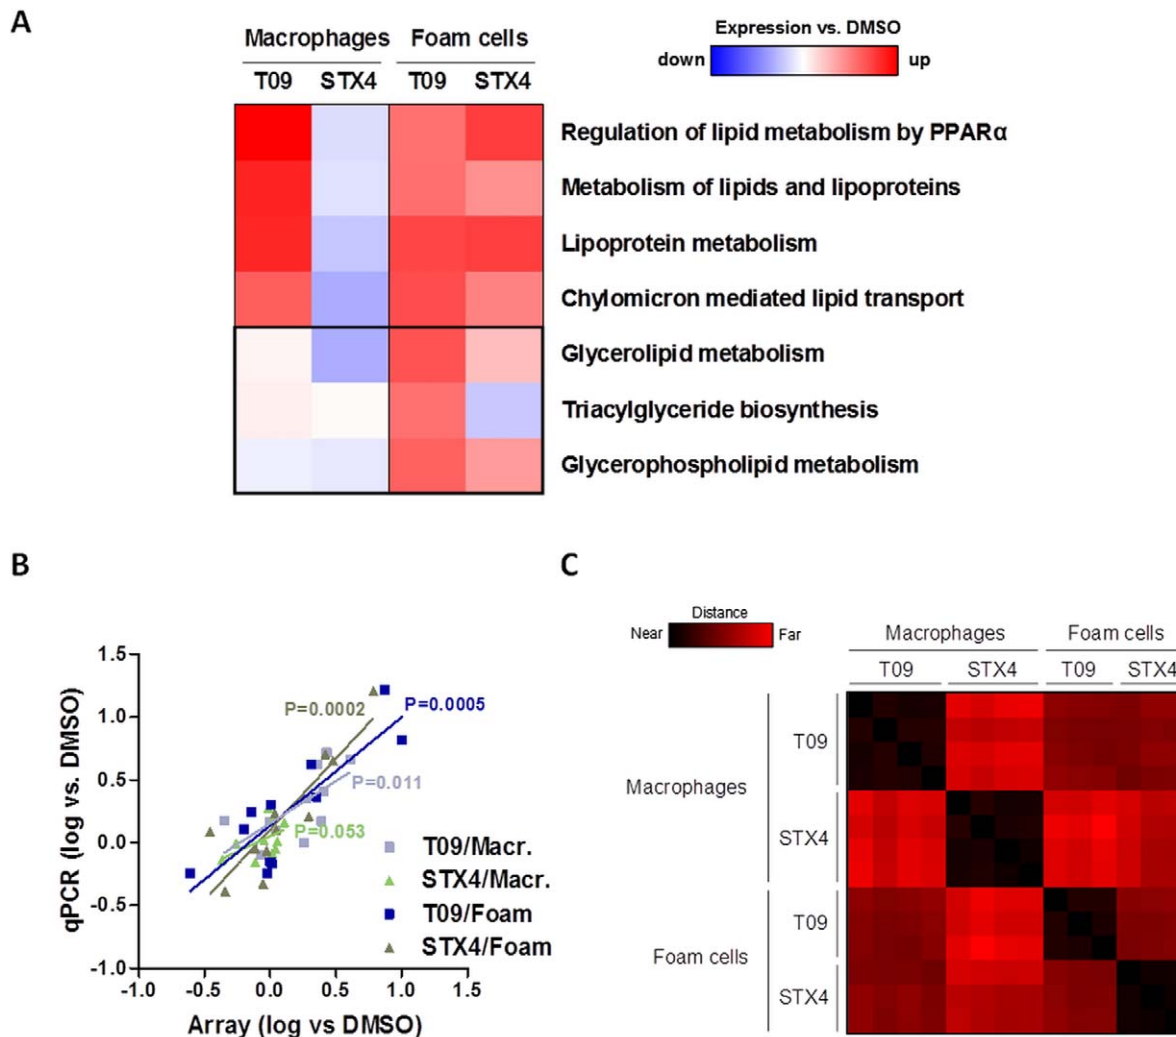 A
Macrophages Foam cells
T09 STX4 T09 STX4
Expression vs. DMSO
down up
Regulation of lipid metabolism by PPARα
Metabolism of lipids and lipoproteins
Lipoprotein metabolism
Chylomicron mediated lipid transport
Glycerolipid metabolism
Triacylglyceride biosynthesis
Glycerophospholipid metabolism
B
qPCR (log vs. DMSO)
1.5
1.0
0.5
0.0
-0.5
-1.0
P=0.0002 P=0.0005
P=0.011
P=0.053
T09/Macr.
STX4/Macr.
T09/Foam
STX4/Foam
-1.0 -0.5 0.0 0.5 1.0 1.5
Array (log vs DMSO)
C
Distance
Near Far
Macrophages Foam cells
T09 STX4 T09 STX4
Macrophages
T09
STX4
Foam cells
T09
STX4